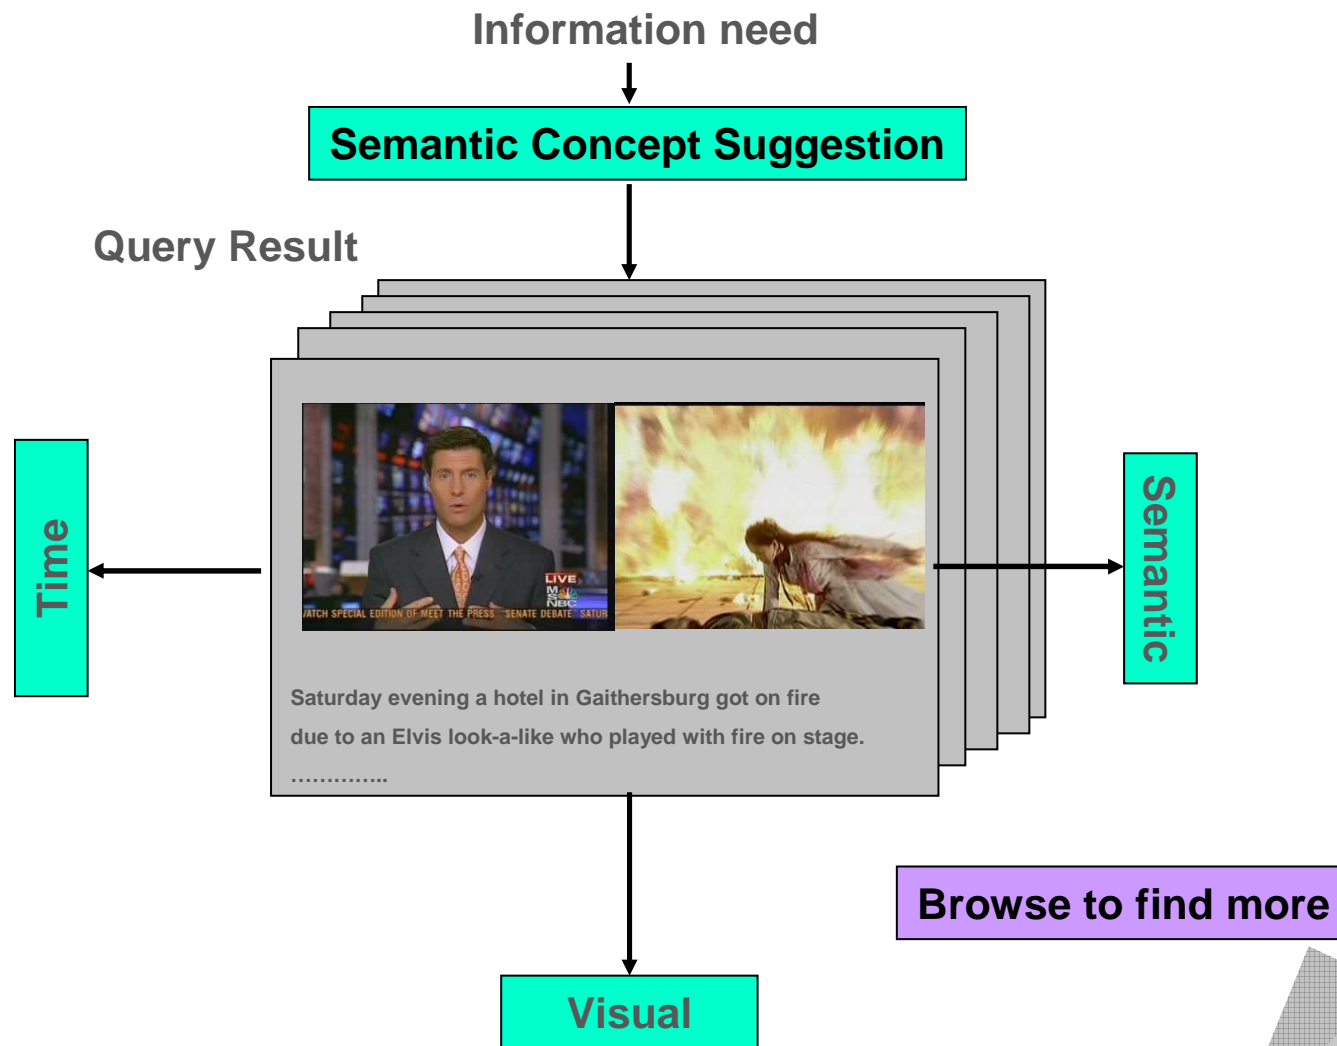 Information need
Semantic Concept Suggestion
Query Result
Time
LIVE
MSNBC
WATCH SPECIAL EDITION OF MEET THE PRESS "SENATE DEBATE" SATUR
Semantic
Saturday evening a hotel in Gaithersburg got on fire
due to an Elvis look-a-like who played with fire on stage.
…………..
Browse to find more
Visual